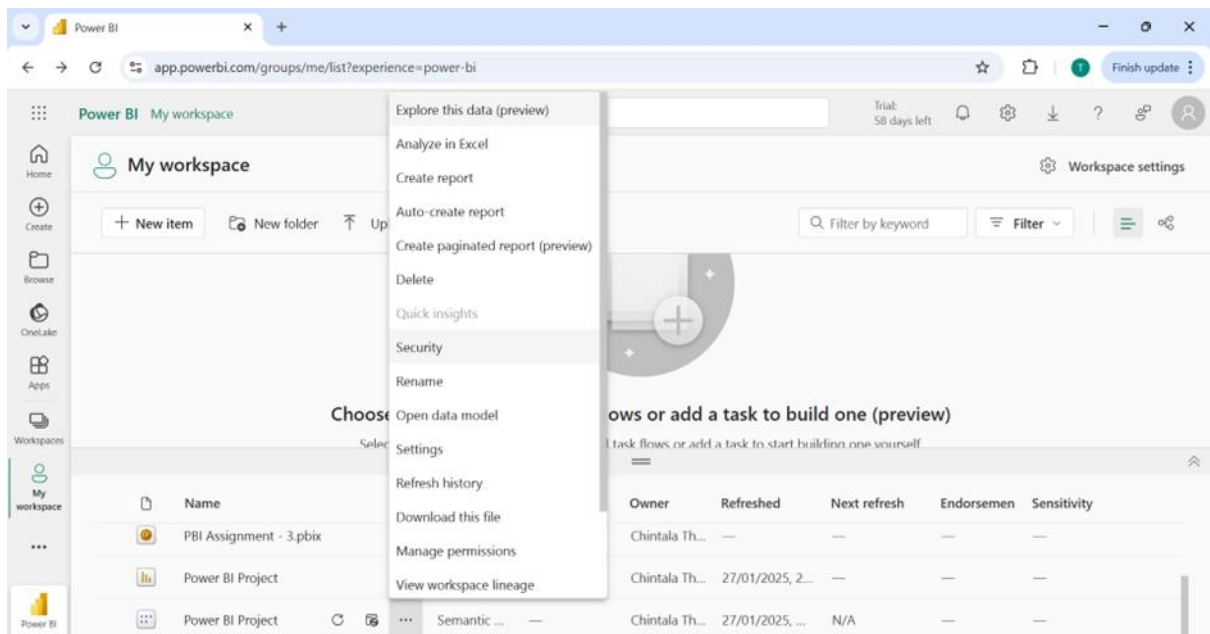 Power BI
app.powerbi.com/groups/me/list?experience=power-bi
T
Finish update
Power BI My workspace
Trial:
58 days left
Home
Create
Browse
OneLake
Apps
Workspaces
My
workspace
Power BI
My workspace
Workspace settings
New item
New folder
Filter by keyword
Filter
Explore this data (preview)
Analyze in Excel
Create report
Auto-create report
Create paginated report (preview)
Delete
Quick insights
Security
Rename
Open data model
Settings
Refresh history
Download this file
Manage permissions
View workspace lineage
ows or add a task to build one (preview)
task flows or add a task to start building one yourself
Name Owner Refreshed Next refresh Endorsemen Sensitivity
PBI Assignment - 3.pbix Chintala Th... — — — —
Power BI Project Chintala Th... 27/01/2025, 2... — — —
Power BI Project Semantic ... — Chintala Th... 27/01/2025, ... N/A — —